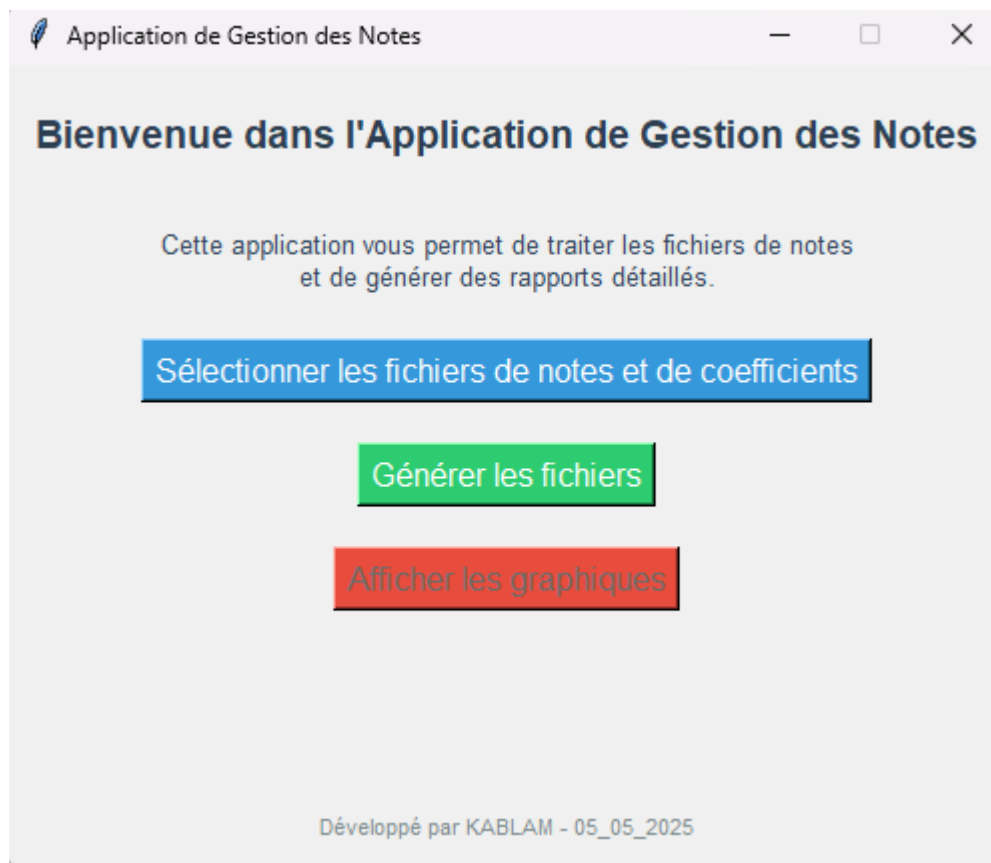 Application de Gestion des Notes
Bienvenue dans l'Application de Gestion des Notes
Cette application vous permet de traiter les fichiers de notes
et de générer des rapports détaillés.
Sélectionner les fichiers de notes et de coefficients
Générer les fichiers
Afficher les graphiques
Développé par KABLAM - 05_05_2025